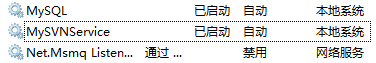 MySQL 已启动 自动 本地系统
MySVNService 已启动 自动 本地系统
Net.Msmq Listen... 通过 ... 禁用 网络服务